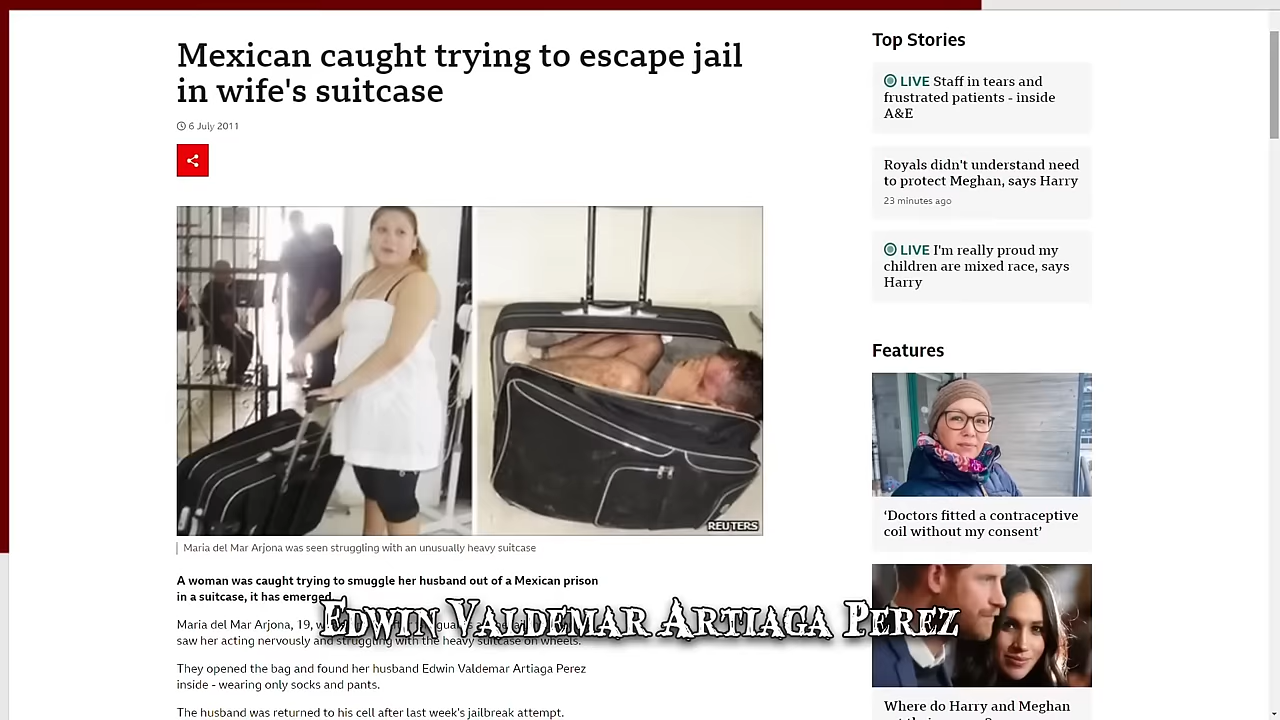 Mexican caught trying to escape jail
in wife's suitcase
6 July 2011
REUTERS
Maria del Mar Arjona was seen struggling with an unusually heavy suitcase
A woman was caught trying to smuggle her husband out of a Mexican prison
in a suitcase, it has emerged.
Maria del Mar Arjona, 19,
saw her acting nervously and struggling with the heavy suitcase on wheels.
They opened the bag and found her husband Edwin Valdemar Artiaga Perez
inside - wearing only socks and pants.
The husband was returned to his cell after last week's jailbreak attempt.
Edwin Valdemar Artiaga Perez
Top Stories
LIVE Staff in tears and
frustrated patients - inside
A&E
Royals didn't understand need
to protect Meghan, says Harry
23 minutes ago
LIVE I'm really proud my
children are mixed race, says
Harry
Features
‘Doctors fitted a contraceptive
coil without my consent’
Where do Harry and Meghan